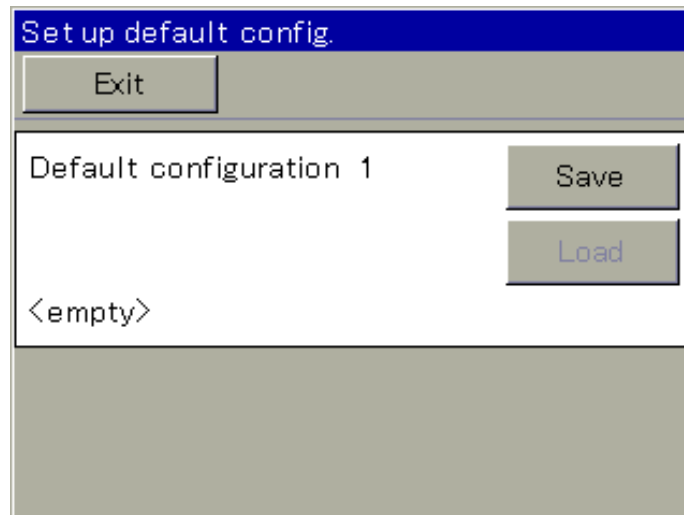 Set up default config.
Exit
Default configuration 1
Save
Load
<empty>